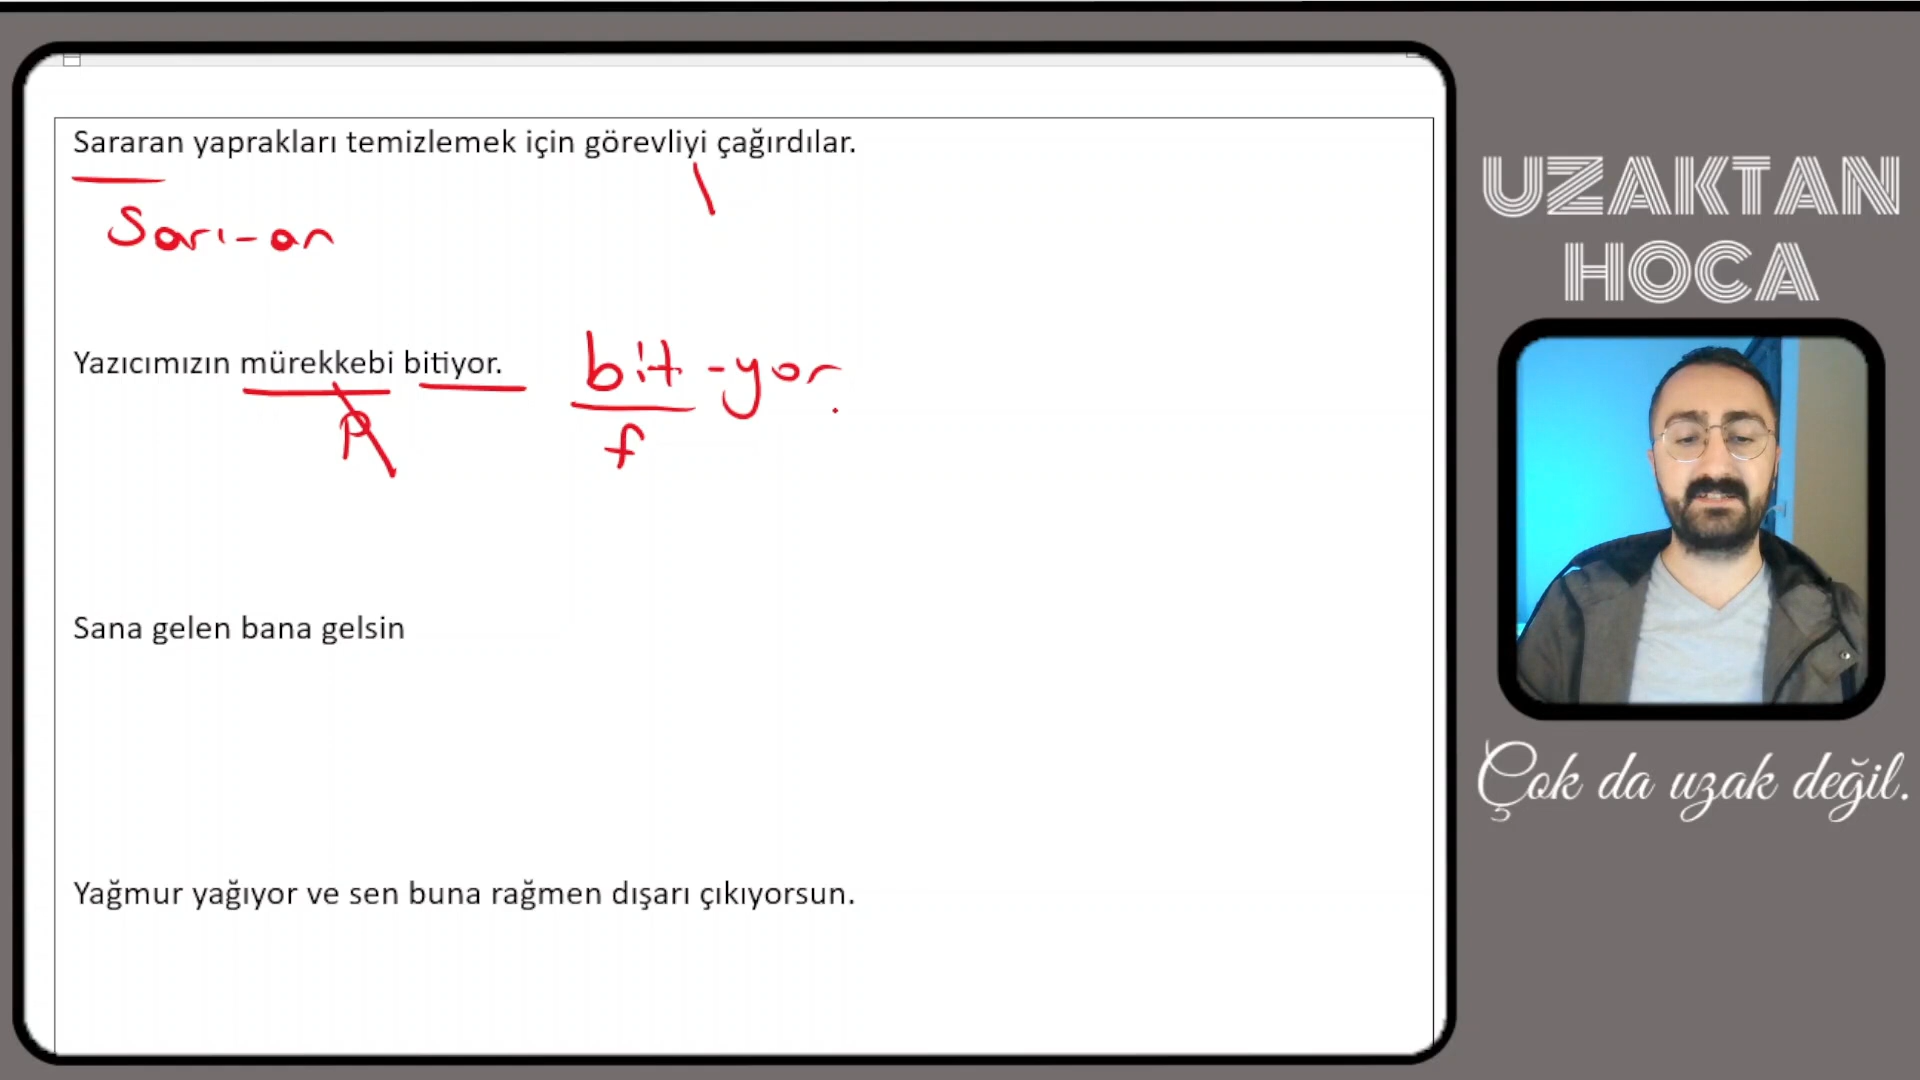 Sararan yaprakları temizlemek için görevliyi çağırdılar.
Sarı-an
Yazıcımızın mürekkebi bitiyor.
bit -yor
p
f
Sana gelen bana gelsin
Yağmur yağıyor ve sen buna rağmen dışarı çıkıyorsun.
UZAKTAN
HOCA
Çok da uzak değil.